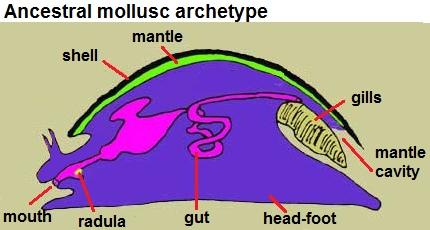 Ancestral mollusc archetype
mantle
shell
gills
mantle
cavity
mouth
radula
gut
head-foot